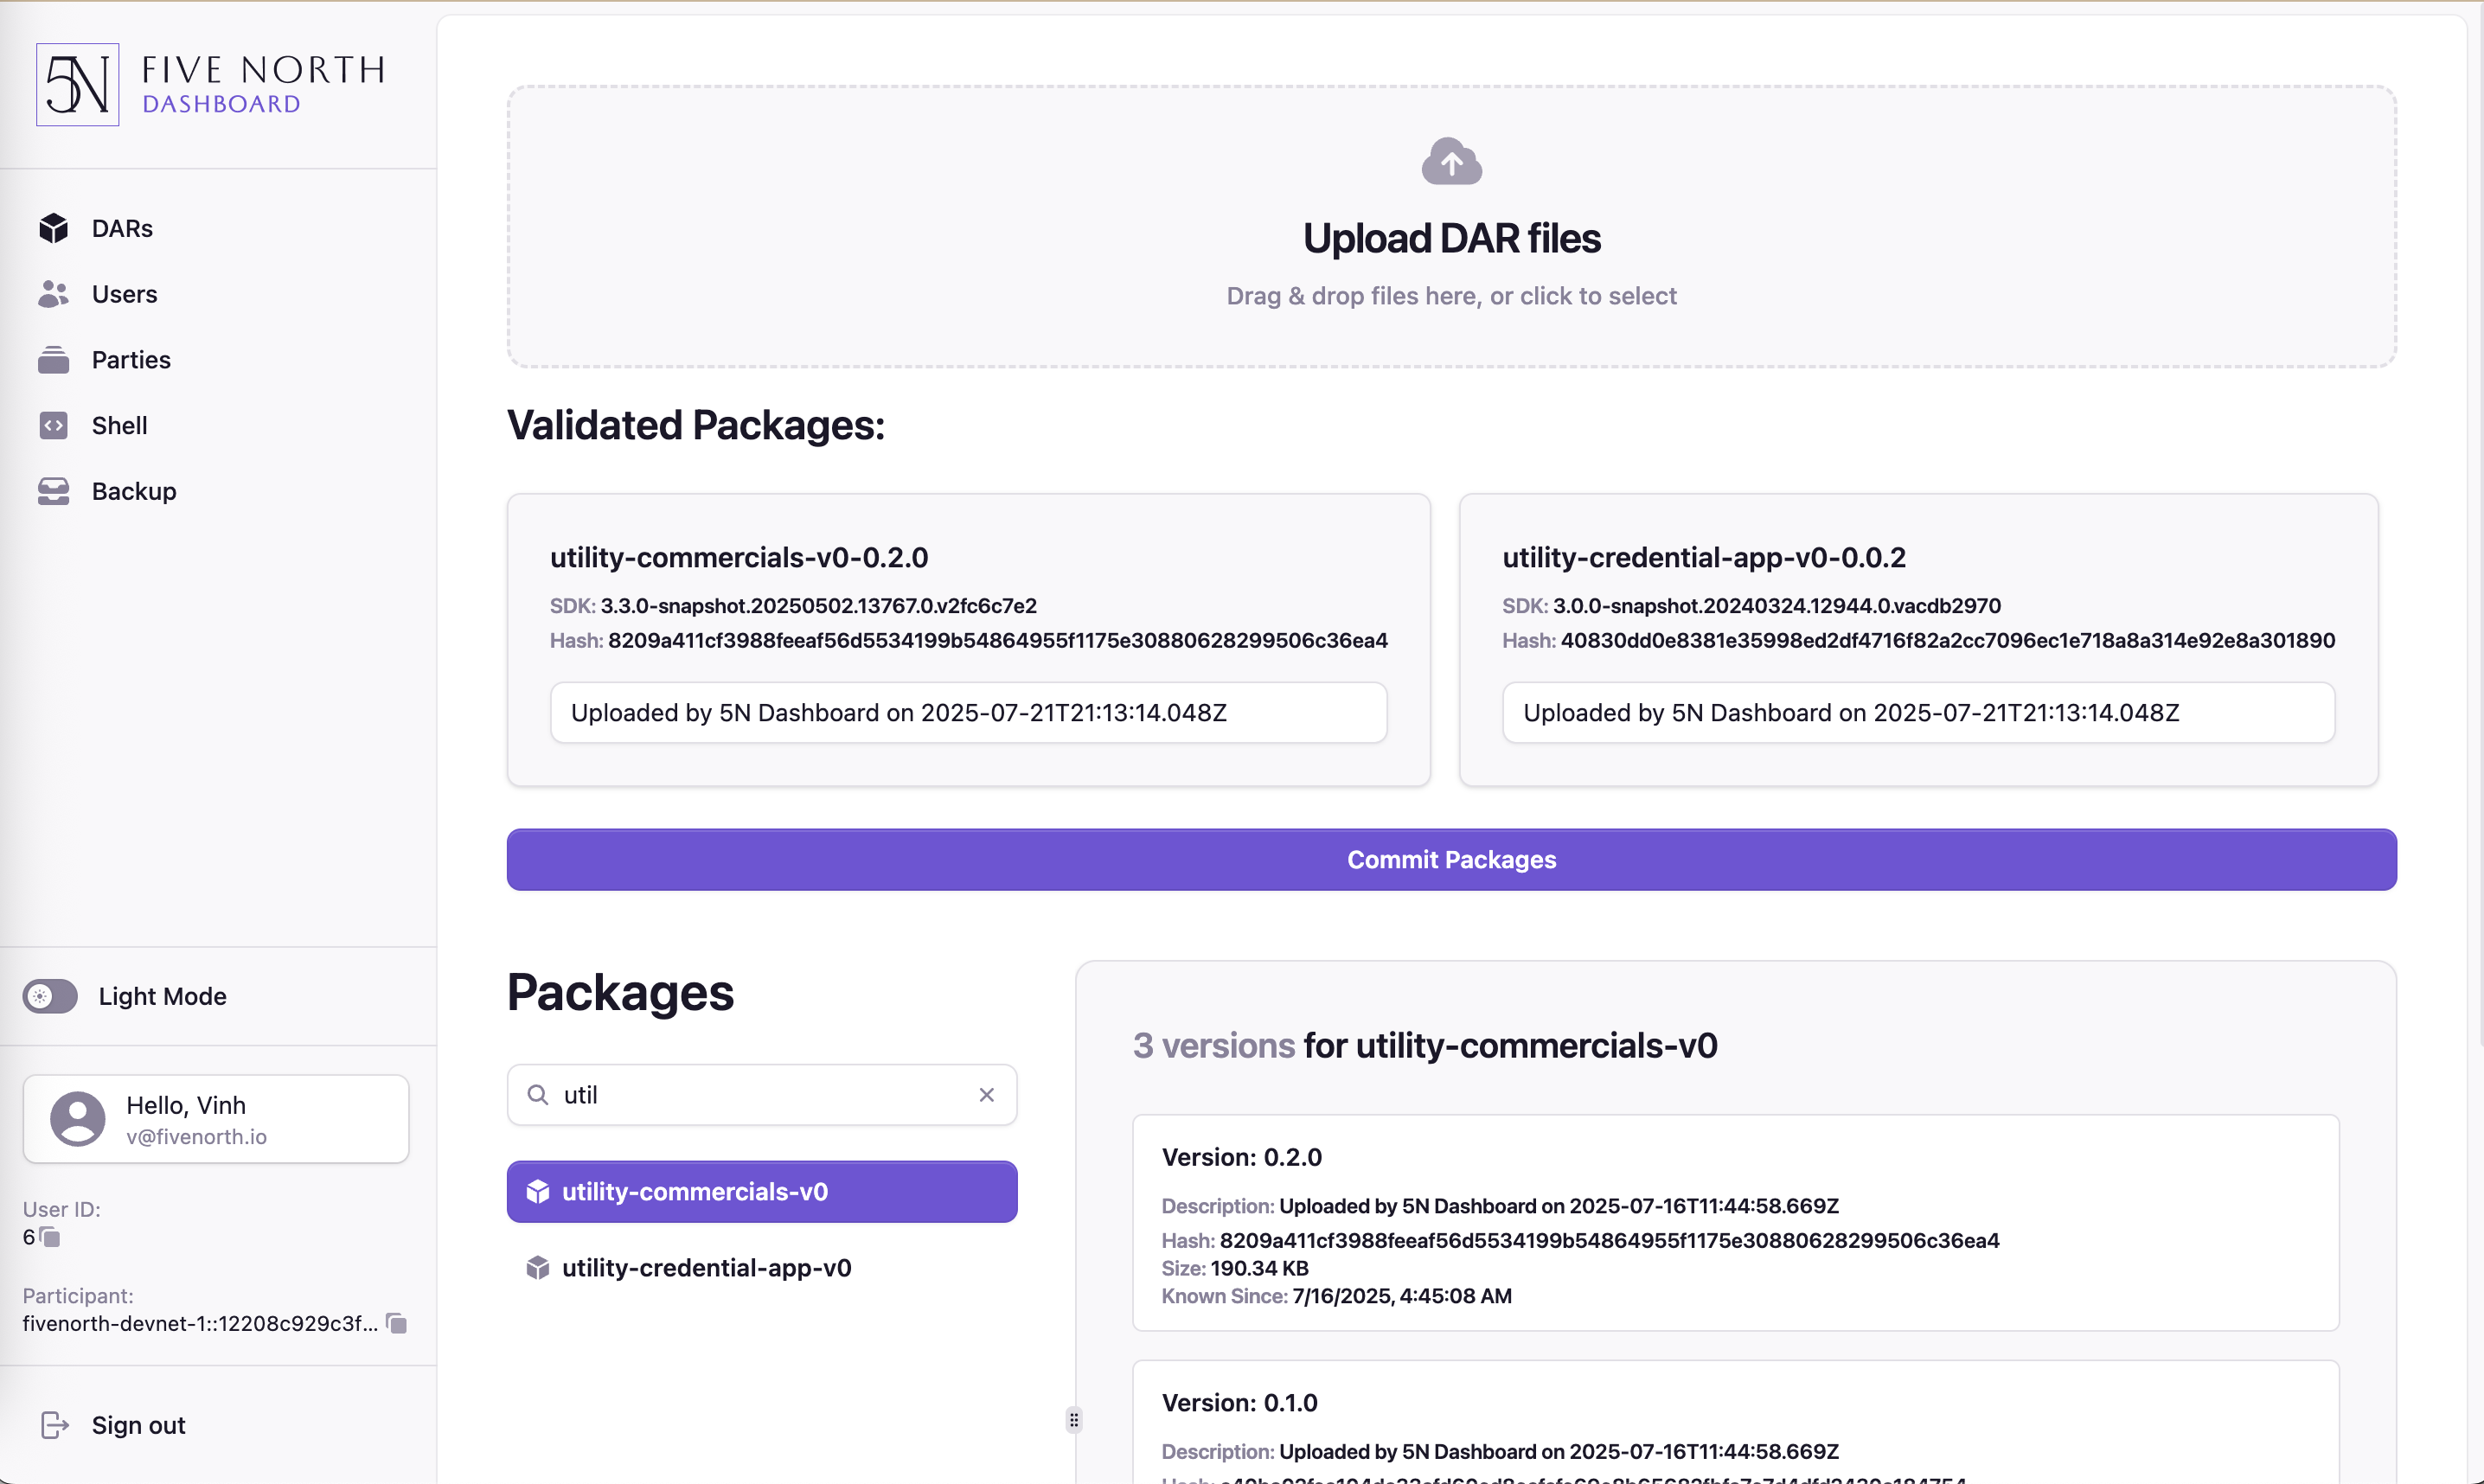 5N
FIVE NORTH
DASHBOARD
DARs
Users
Parties
Shell
Backup
Light Mode
Hello, Vinh
v@fivenorth.io
User ID:
6
Participant:
fivenorth-devnet-1::12208c929c3f...
Sign out
Upload DAR files
Drag & drop files here, or click to select
Validated Packages:
utility-commercials-v0-0.2.0
SDK: 3.3.0-snapshot.20250502.13767.0.v2fc6c7e2
Hash: 8209a411cf3988feeaf56d5534199b54864955f1175e30880628299506c36ea4
Uploaded by 5N Dashboard on 2025-07-21T21:13:14.048Z
utility-credential-app-v0-0.0.2
SDK: 3.0.0-snapshot.20240324.12944.0.vacdb2970
Hash: 40830dd0e8381e35998ed2df4716f82a2cc7096ec1e718a8a314e92e8a301890
Uploaded by 5N Dashboard on 2025-07-21T21:13:14.048Z
Commit Packages
Packages
util
utility-commercials-v0
utility-credential-app-v0
3 versions for utility-commercials-v0
Version: 0.2.0
Description: Uploaded by 5N Dashboard on 2025-07-16T11:44:58.669Z
Hash: 8209a411cf3988feeaf56d5534199b54864955f1175e30880628299506c36ea4
Size: 190.34 KB
Known Since: 7/16/2025, 4:45:08 AM
Version: 0.1.0
Description: Uploaded by 5N Dashboard on 2025-07-16T11:44:58.669Z
Hash: